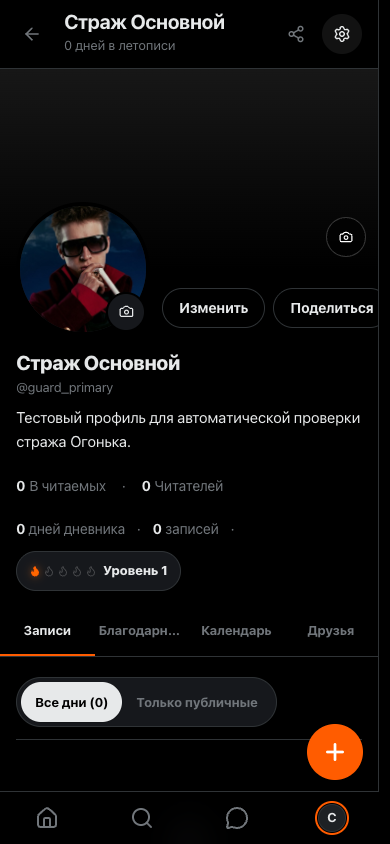 Страж Основной
0 дней в летописи
Изменить
Поделиться
Страж Основной
@guard_primary
Тестовый профиль для автоматической проверки
стража Огонька.
0 В читаемых · 0 Читателей
0 дней дневника · 0 записей ·
Уровень 1
Записи Благодарн... Календарь Друзья
Все дни (0) Только публичные
С